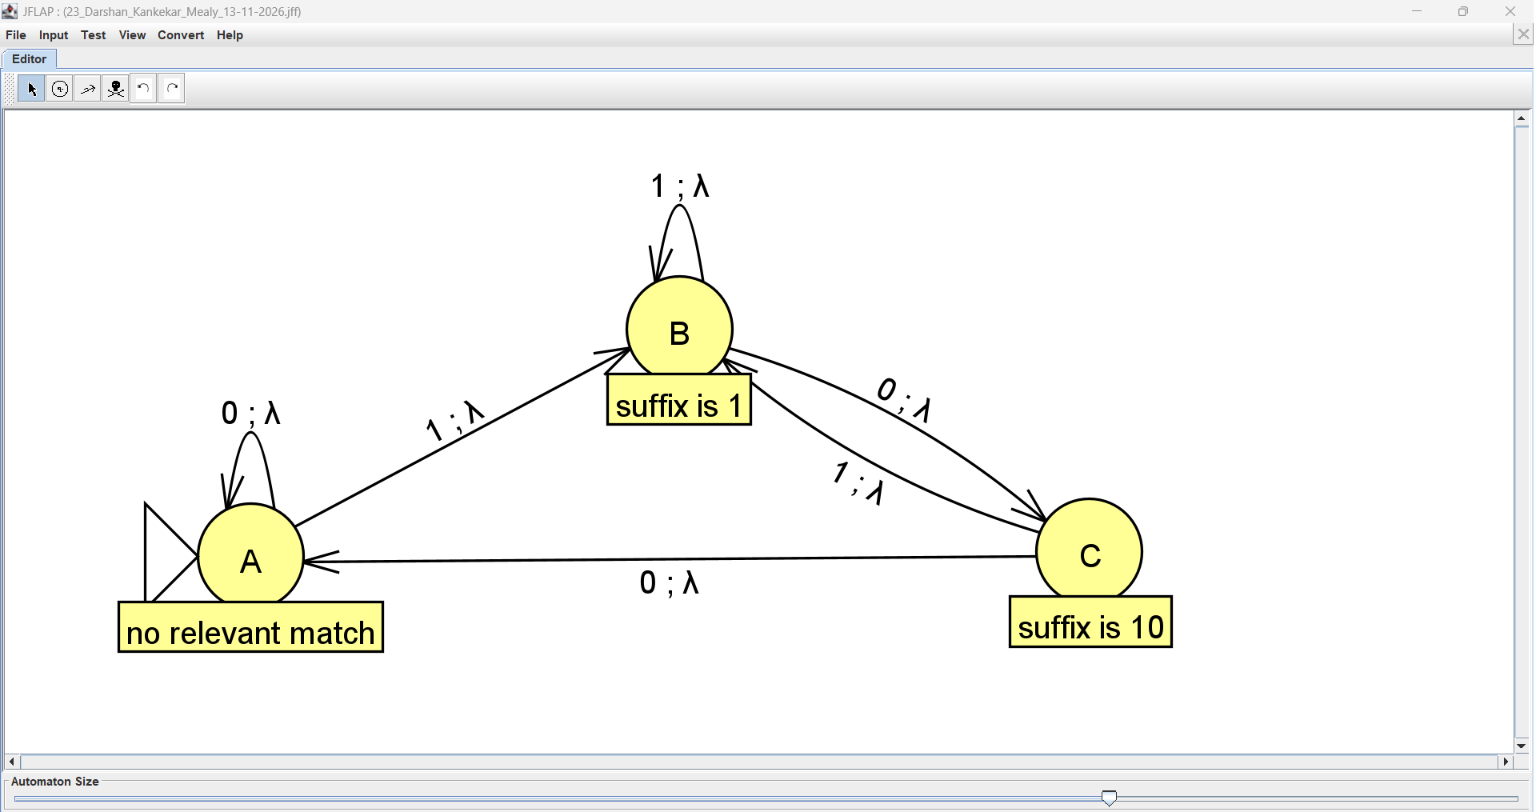 JFLAP : (23_Darshan_Kankekar_Mealy_13-11-2026.jff)
File Input Test View Convert Help
Editor
1 ; λ
B
suffix is 1
0 ; λ
1 ; λ
0 ; λ
1 ; λ
A
C
0 ; λ
no relevant match
suffix is 10
Automaton Size